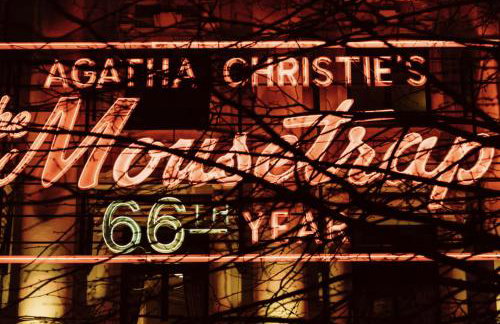 AGATHA CHRISTIE'S
The MouseTrap
66TH YEAR